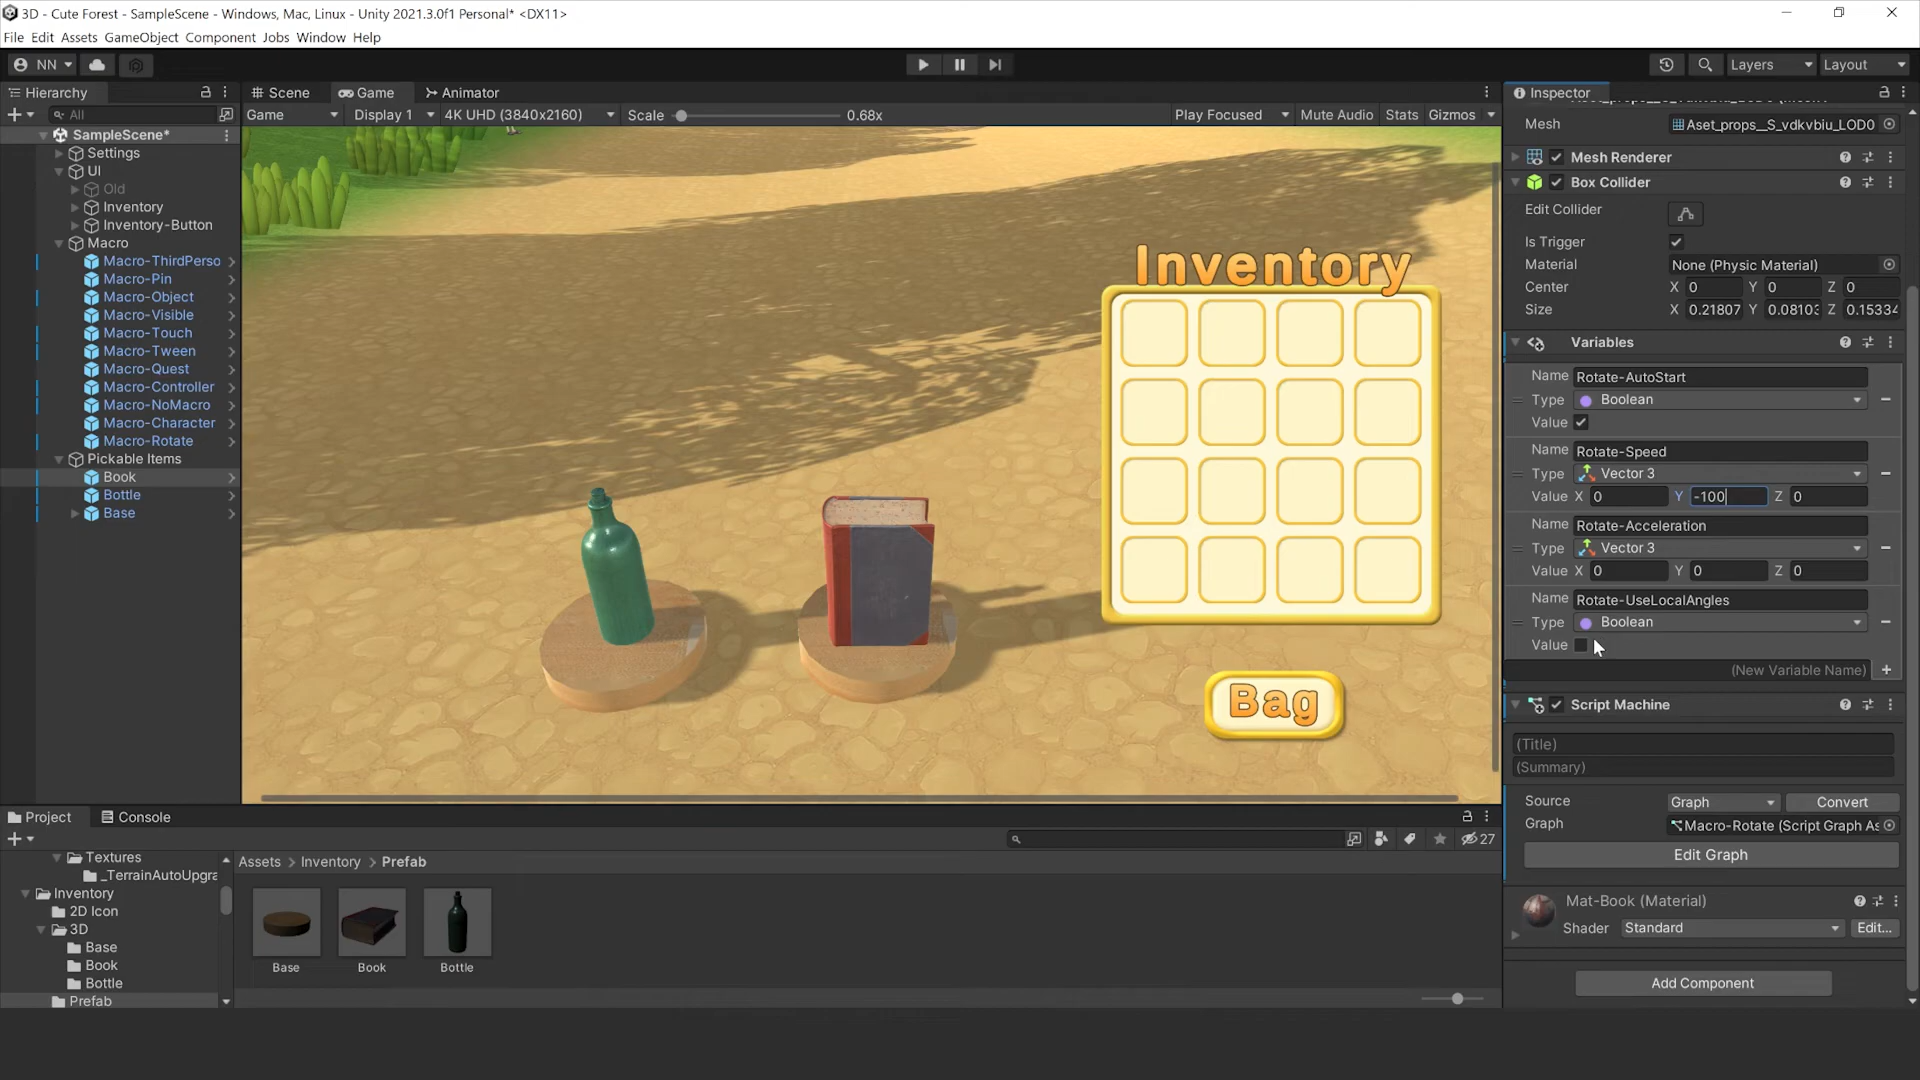 3D - Cute Forest - SampleScene - Windows, Mac, Linux - Unity 2021.3.0f1 Personal* <DX11>
File Edit Assets GameObject Component Jobs Window Help
NN
Layers
Layout
Hierarchy
All
SampleScene*
Settings
UI
Old
Inventory
Inventory-Button
Macro
Macro-ThirdPerso
Macro-Pin
Macro-Object
Macro-Visible
Macro-Touch
Macro-Tween
Macro-Quest
Macro-Controller
Macro-NoMacro
Macro-Character
Macro-Rotate
Pickable Items
Book
Bottle
Base
Scene Game Animator
Game Display 1 4K UHD (3840x2160) Scale 0.68x Play Focused Mute Audio Stats Gizmos
Inventory
Bag
Inspector
Mesh Aset_props__S_vdkvbiu_LOD0
Mesh Renderer
Box Collider
Edit Collider
Is Trigger
Material None (Physic Material)
Center X 0 Y 0 Z 0
Size X 0.21807 Y 0.0810 Z 0.15334
Variables
Name Rotate-AutoStart
Type Boolean
Value
Name Rotate-Speed
Type Vector 3
Value X 0 Y -100 Z 0
Name Rotate-Acceleration
Type Vector 3
Value X 0 Y 0 Z 0
Name Rotate-UseLocalAngles
Type Boolean
Value
(New Variable Name)
Script Machine
(Title)
(Summary)
Source Graph Convert
Graph Macro-Rotate (Script Graph As
Edit Graph
Mat-Book (Material)
Shader Standard Edit...
Add Component
Project Console
27
Textures
_TerrainAutoUpgra
Inventory
2D Icon
3D
Base
Book
Bottle
Prefab
Assets > Inventory > Prefab
Base Book Bottle